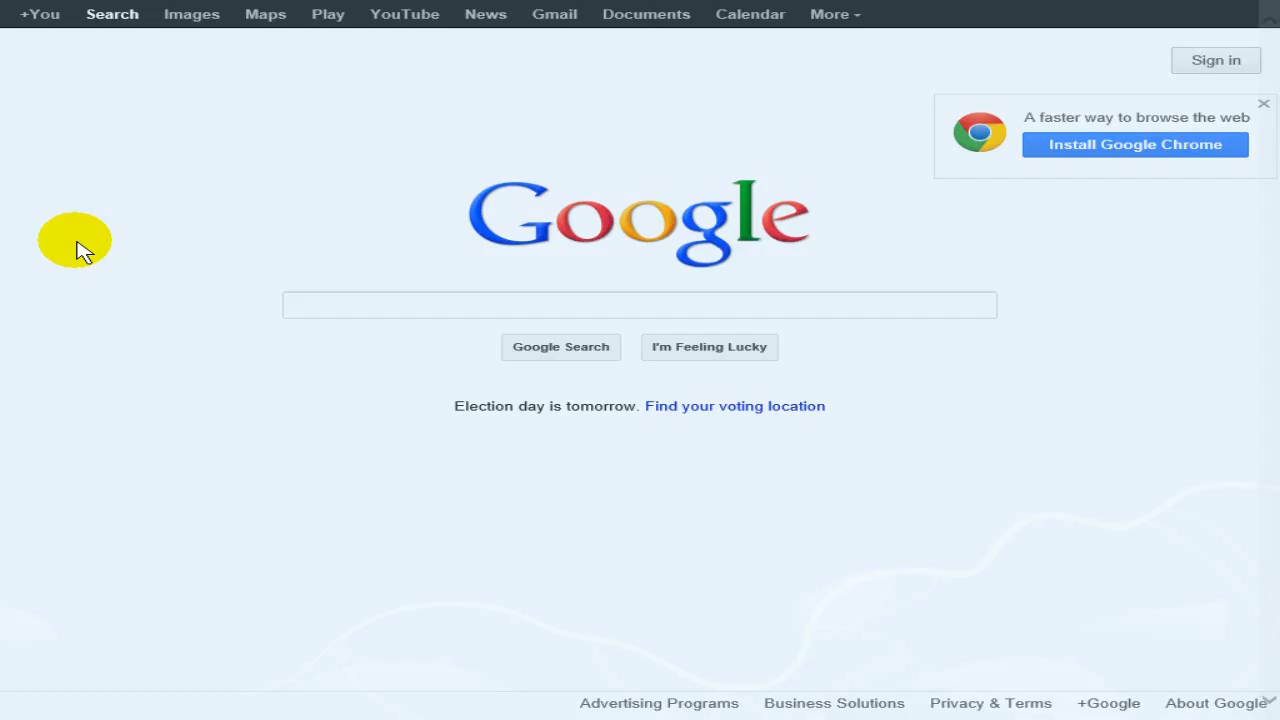 +You Search Images Maps Play YouTube News Gmail Documents Calendar More
Sign in
A faster way to browse the web
Install Google Chrome
Google
Google Search I'm Feeling Lucky
Election day is tomorrow. Find your voting location
Advertising Programs Business Solutions Privacy & Terms +Google About Google